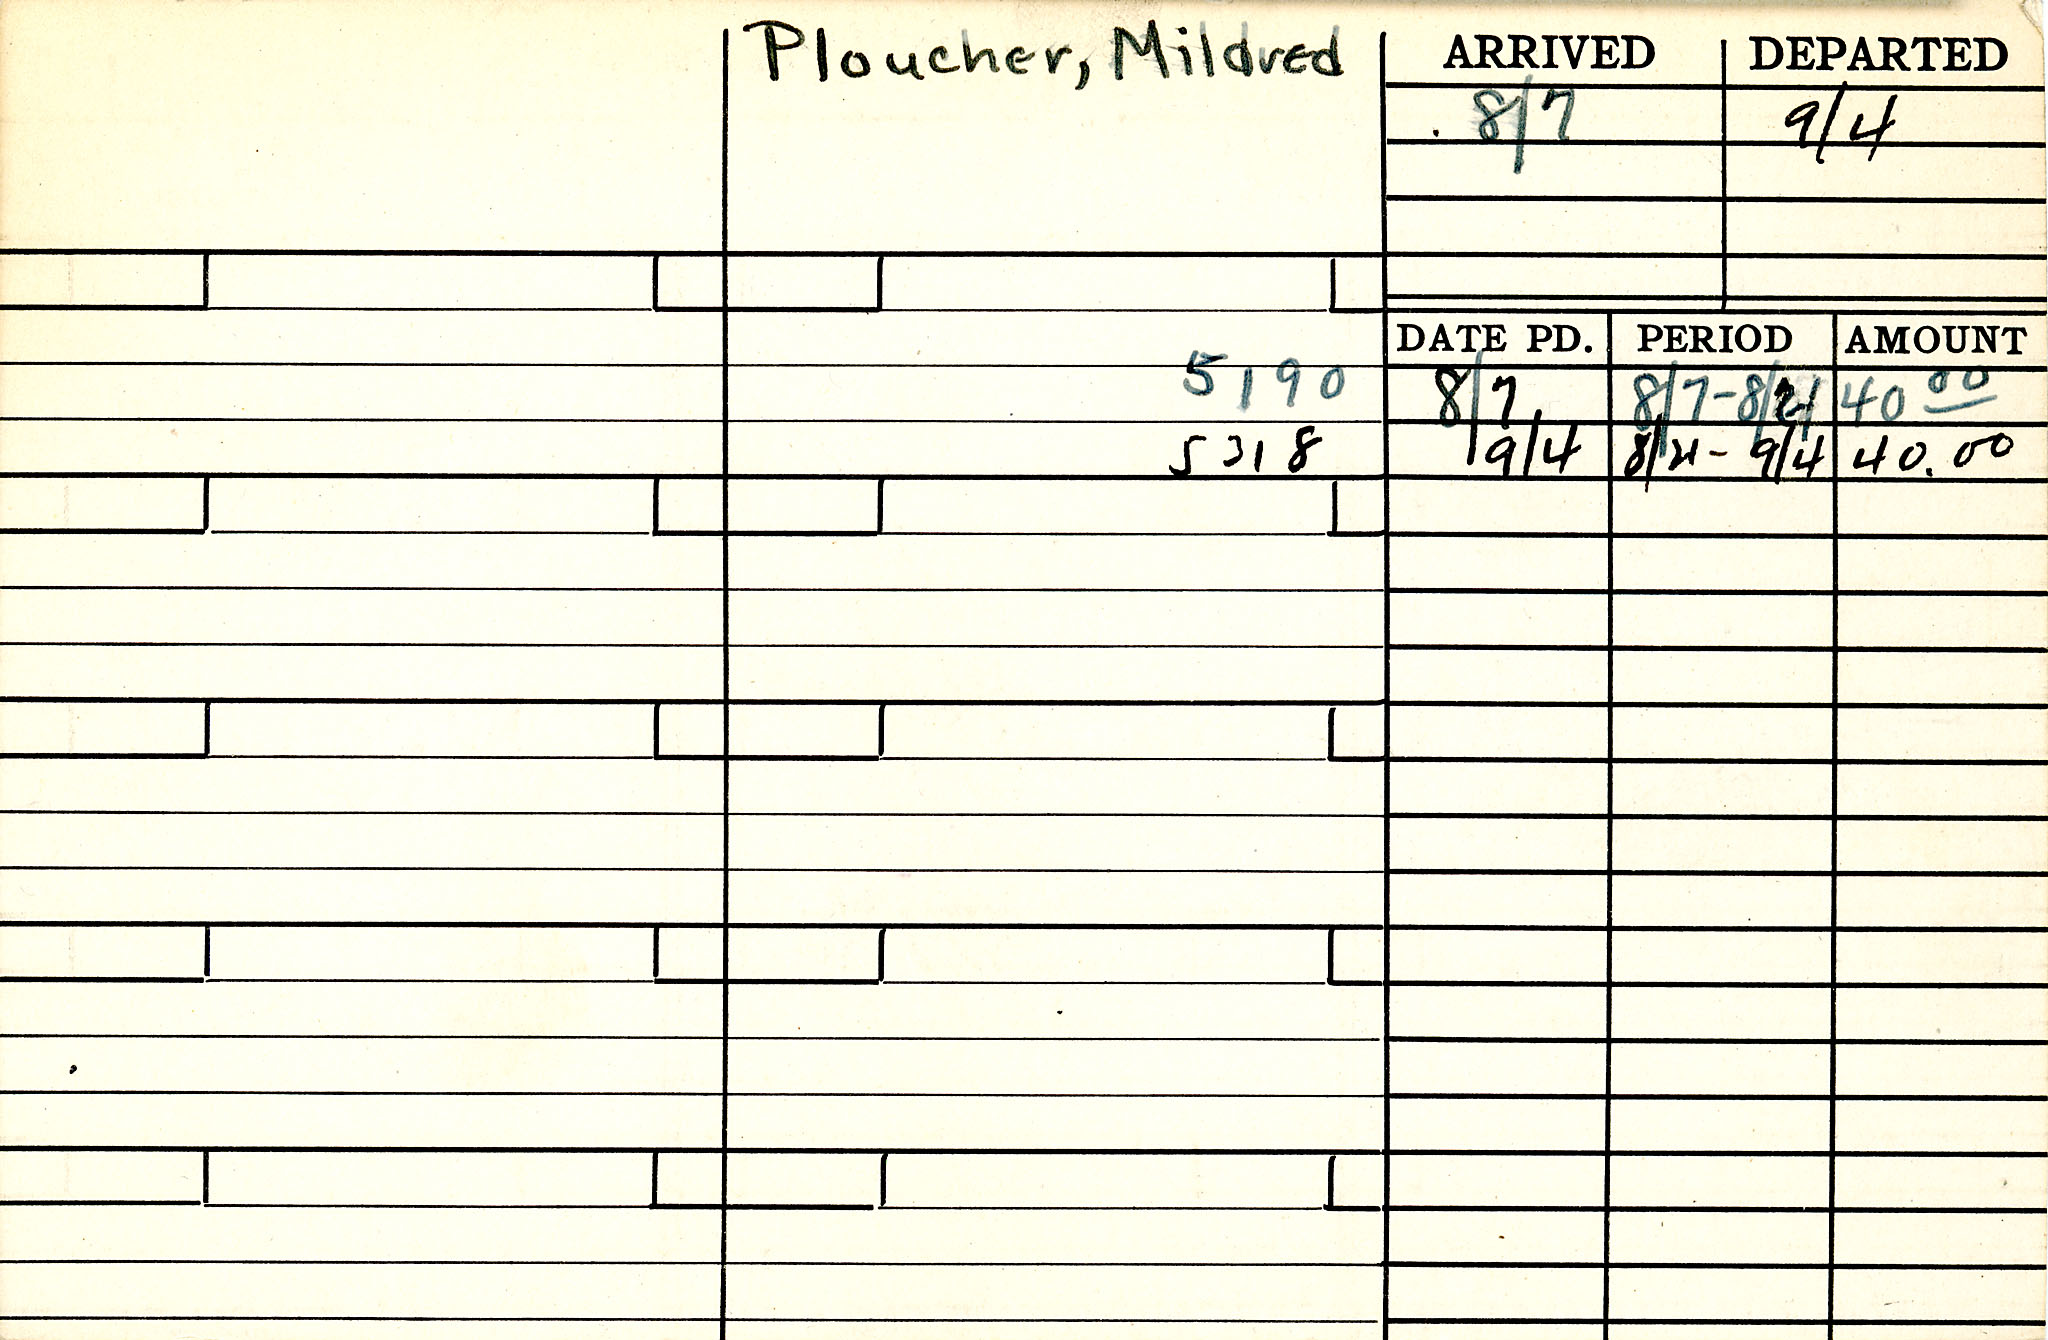 Ploucher, Mildred ARRIVED DEPARTED
8/7 9/4
DATE PD. PERIOD AMOUNT
5190 8/7 8/7-8/21 40 00
5318 9/4 8/21-9/4 40.00